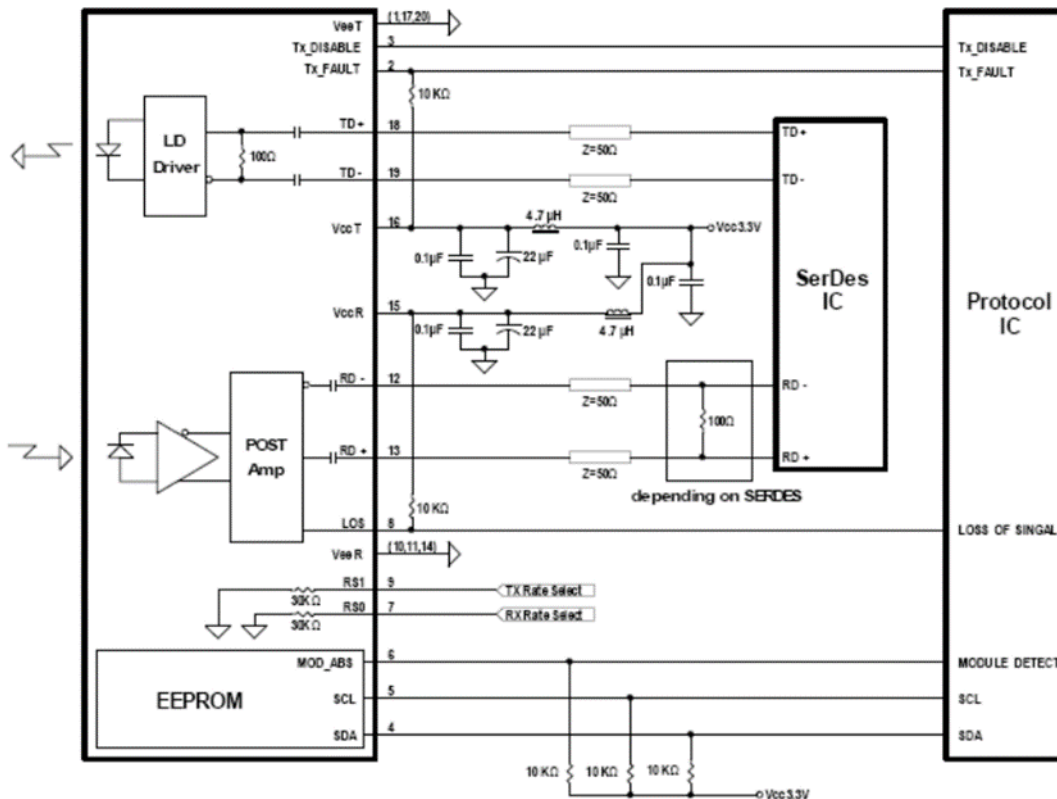 VeeT (1,17,20)
Tx_DISABLE 3 Tx_DISABLE
Tx_FAULT 2 Tx_FAULT
10 KΩ
LD
Driver
100Ω
TD+ 18 Z=50Ω TD+
TD- 19 Z=50Ω TD-
VccT 16 4.7 µH Vcc3.3V
0.1µF 22 µF 0.1µF 0.1µF
SerDes
IC
Protocol
IC
VccR 15
0.1µF 22 µF 4.7 µH
POST
Amp
RD - 12 Z=50Ω RD -
100Ω
RD + 13 Z=50Ω RD +
depending on SERDES
10 KΩ
LOS 8 LOSS OF SINGAL
VeeR (10,11,14)
RS1 9 TX Rate Select
30KΩ
RS0 7 RX Rate Select
30KΩ
EEPROM
MOD_ABS 6 MODULE DETECT
SCL 5 SCL
SDA 4 SDA
10 KΩ 10 KΩ 10 KΩ
Vcc3.3V